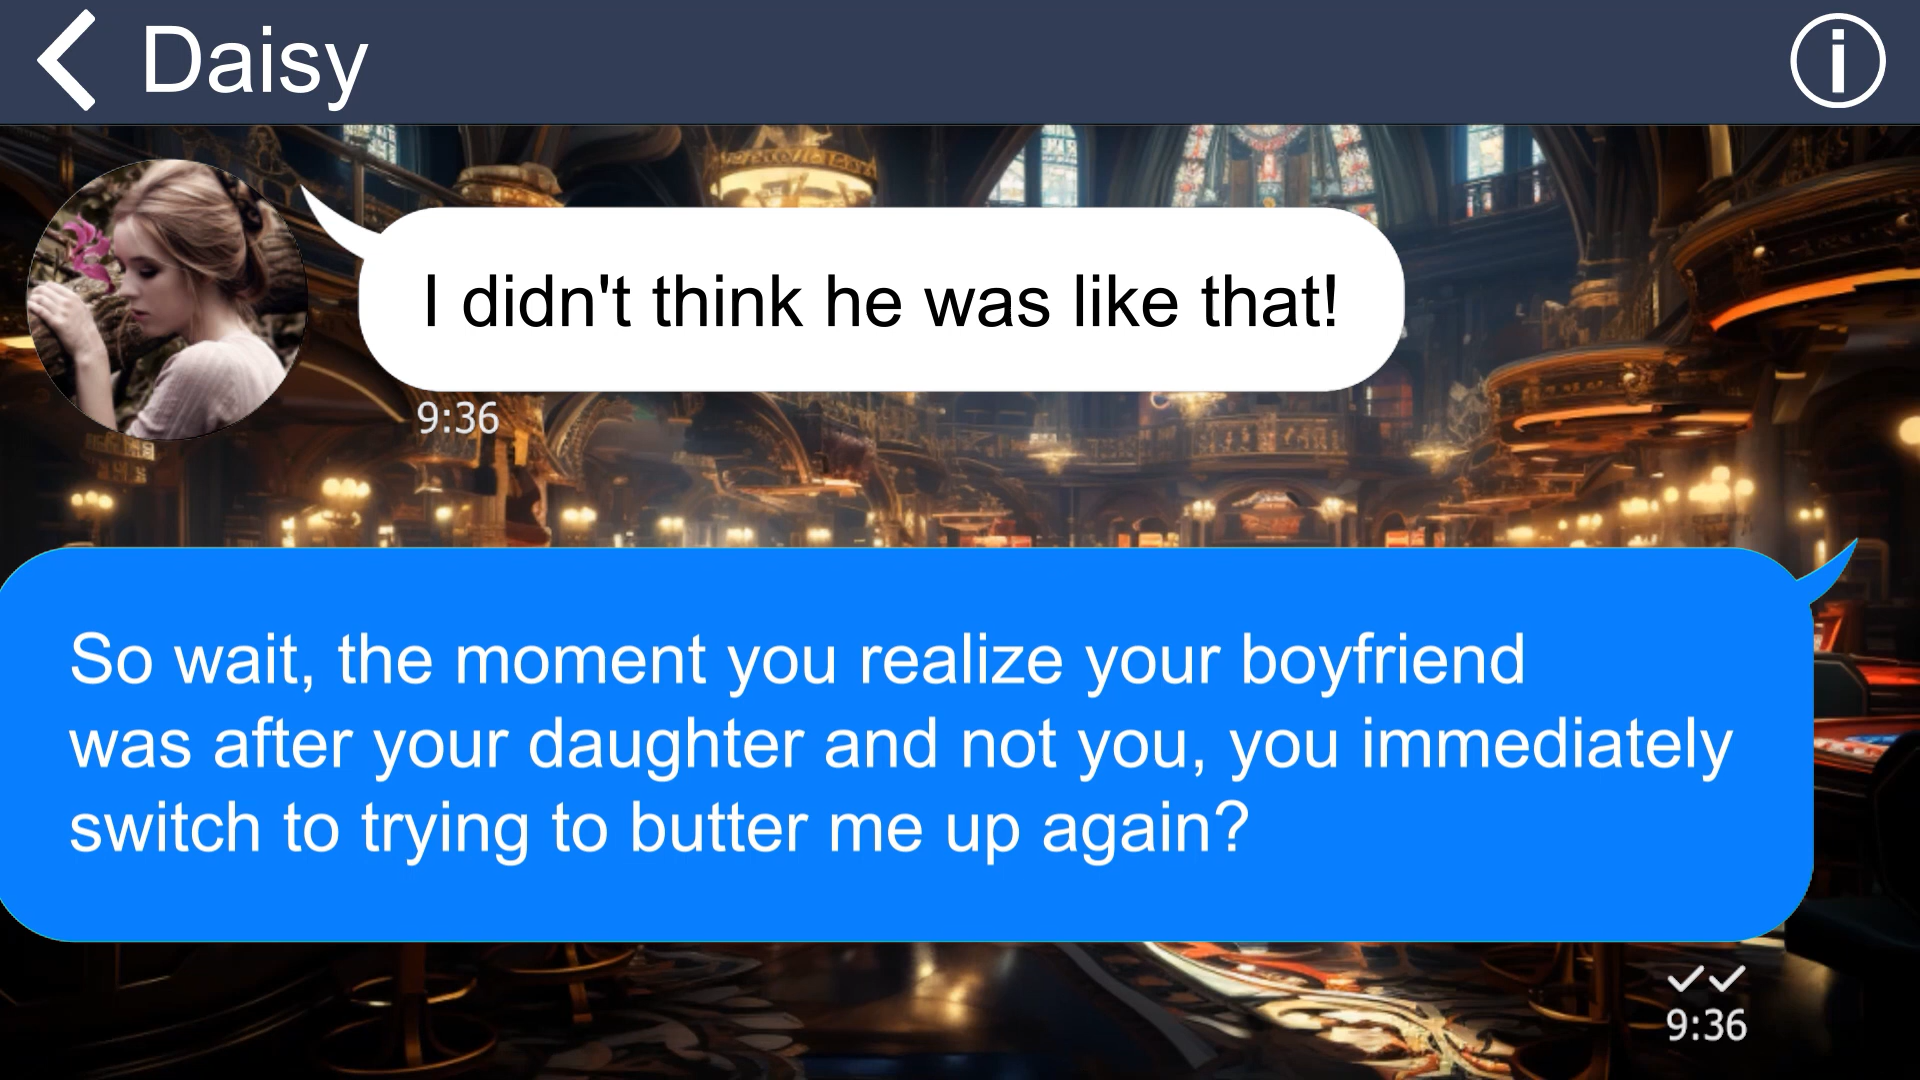 Daisy
I didn't think he was like that!
9:36
So wait, the moment you realize your boyfriend
was after your daughter and not you, you immediately
switch to trying to butter me up again?
9:36